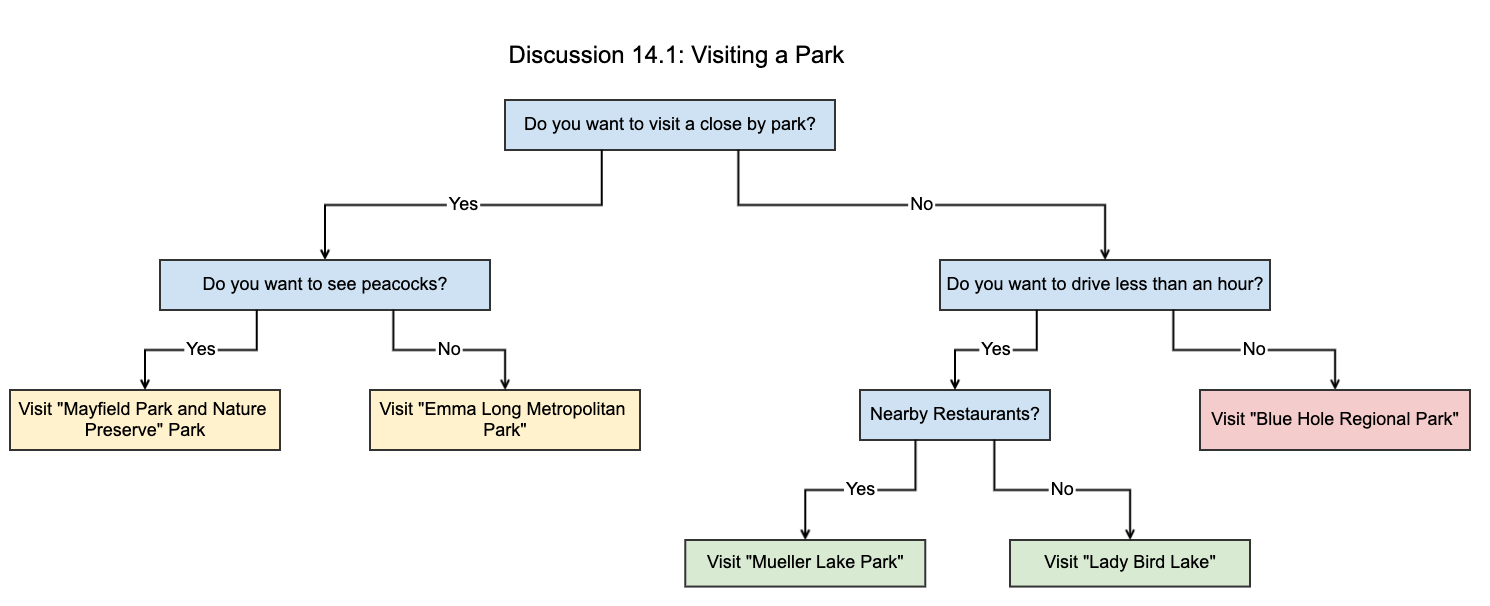 Discussion 14.1: Visiting a Park
Do you want to visit a close by park?
Yes
No
Do you want to see peacocks?
Do you want to drive less than an hour?
Yes
No
Yes
No
Visit "Mayfield Park and Nature
Preserve" Park
Visit "Emma Long Metropolitan
Park"
Nearby Restaurants?
Visit "Blue Hole Regional Park"
Yes
No
Visit "Mueller Lake Park"
Visit "Lady Bird Lake"